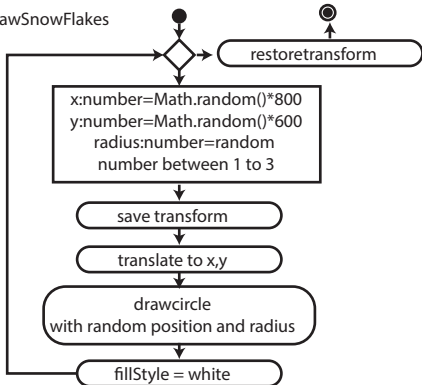 awSnowFlakes
restoretransform
x:number=Math.random()*800
y:number=Math.random()*600
radius:number=random
number between 1 to 3
save transform
translate to x,y
drawcircle
with random position and radius
fillStyle = white